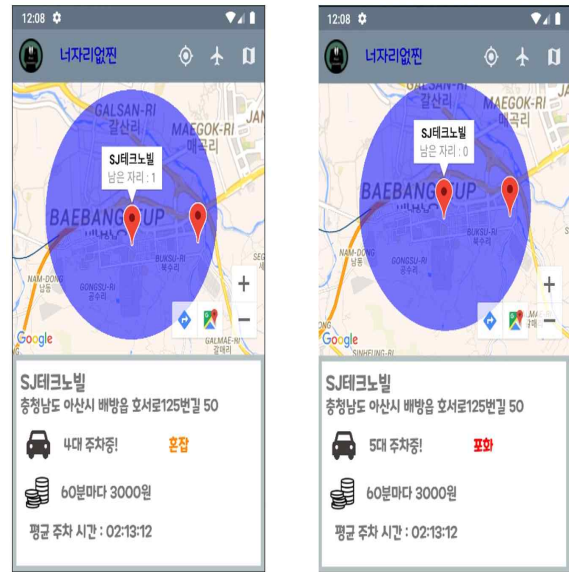 12:08
너자리없찐
GALSAN-RI
갈산리
MAEGOK-RI
매곡리
JAN
SJ테크노빌
남은 자리 : 1
BAEBANG-EUP
BUKSU-RI
북수리
NAM-DONG
남동
GONGSU-RI
공수리
GALMAE-RI
갈매리
Google
SJ테크노빌
충청남도 아산시 배방읍 호서로125번길 50
4대 주차중! 혼잡
60분마다 3000원
평균 주차 시간 : 02:13:12
12:08
너자리없찐
GALSAN-RI
갈산리
MAEGOK-RI
매곡리
JAN
SJ테크노빌
남은 자리 : 0
BAEBANG-EUP
BUKSU-RI
북수리
NAM-DONG
남동
GONGSU-RI
공수리
Google
SINHEUNG-RI
SJ테크노빌
충청남도 아산시 배방읍 호서로125번길 50
5대 주차중! 포화
60분마다 3000원
평균 주차 시간 : 02:13:12